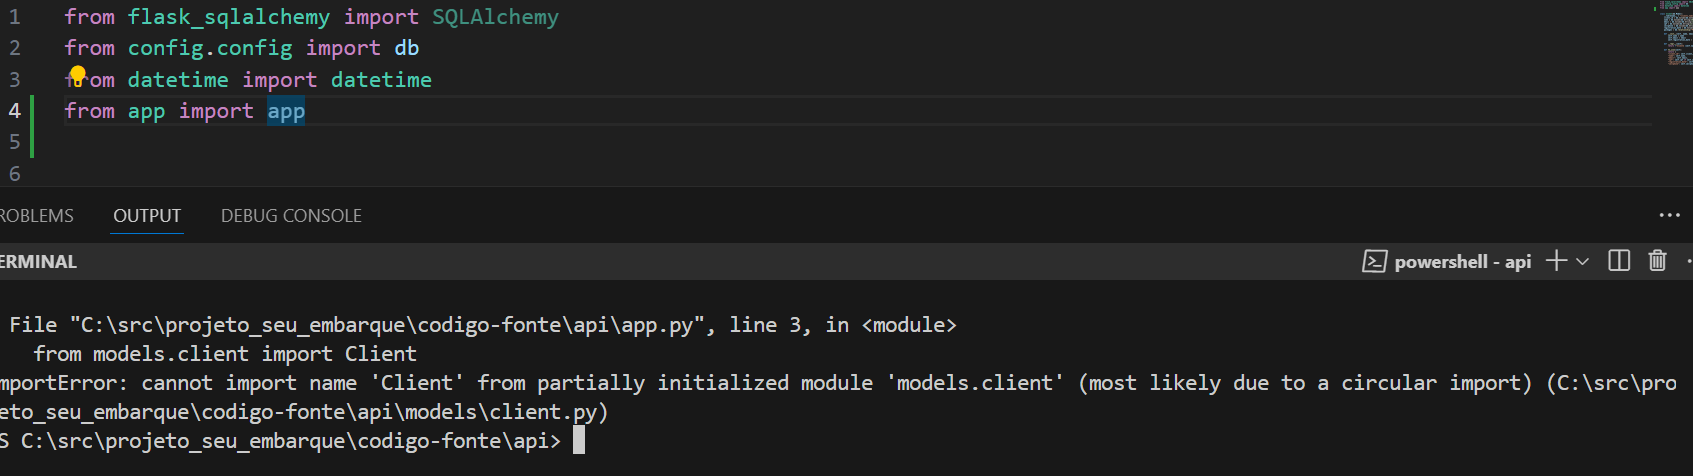 1 from flask_sqlalchemy import SQLAlchemy
2 from config.config import db
3 from datetime import datetime
4 from app import app
5
6
ROBLEMS OUTPUT DEBUG CONSOLE
ERMINAL powershell - api
File "C:\src\projeto_seu_embarque\codigo-fonte\api\app.py", line 3, in <module>
from models.client import Client
mportError: cannot import name 'Client' from partially initialized module 'models.client' (most likely due to a circular import) (C:\src\pro
eto_seu_embarque\codigo-fonte\api\models\client.py)
S C:\src\projeto_seu_embarque\codigo-fonte\api>